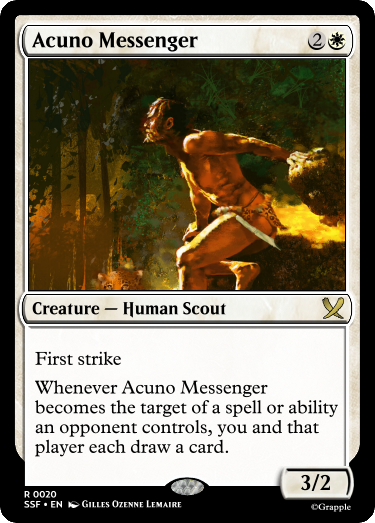 Acuno Messenger 2
Creature — Human Scout
First strike
Whenever Acuno Messenger
becomes the target of a spell or ability
an opponent controls, you and that
player each draw a card.
3/2
R 0020
SSF • EN Gilles Ozenne Lemaire
©Grapple